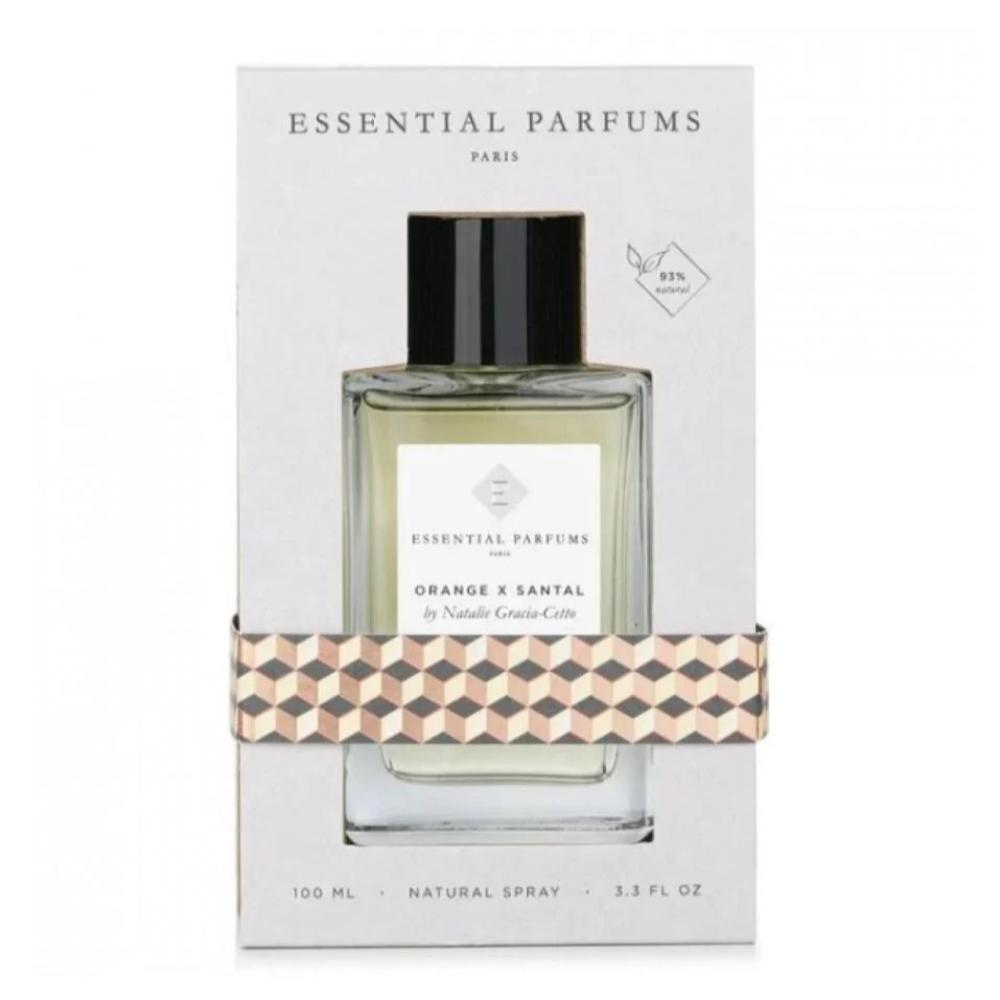 ESSENTIAL PARFUMS
PARIS
93%
natural
E
ESSENTIAL PARFUMS
PARIS
ORANGE X SANTAL
by Natalie Gracia-Cetto
100 ML · NATURAL SPRAY · 3.3 FL OZ